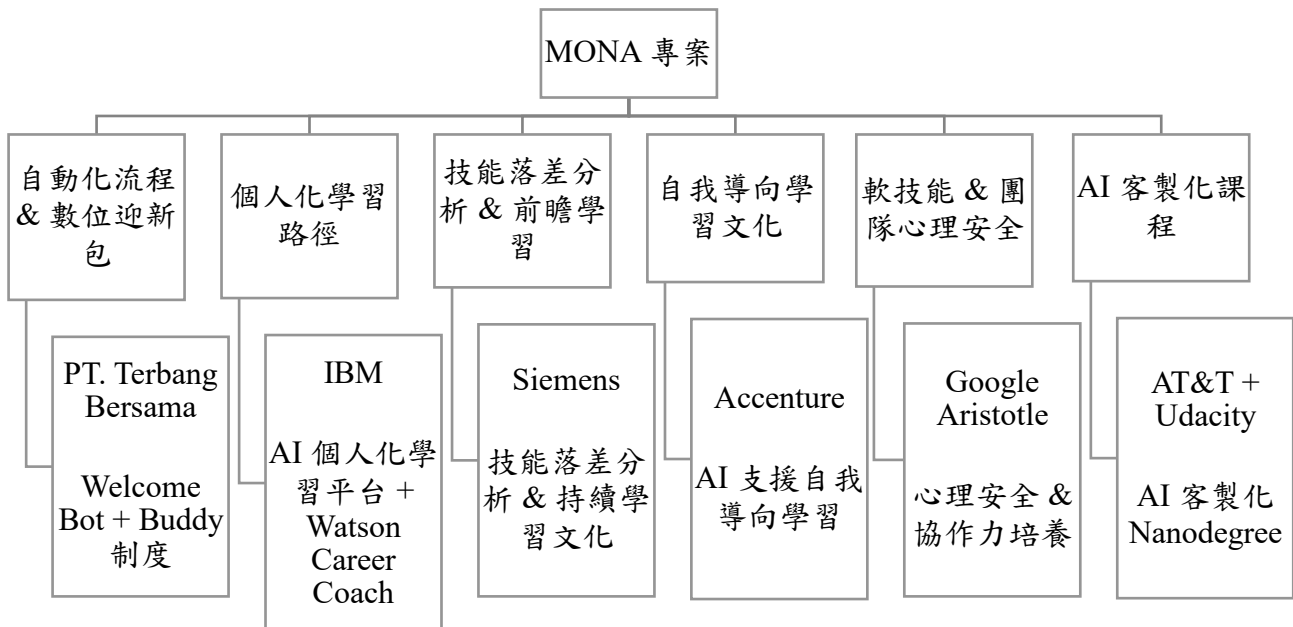 MONA 專案
自動化流程
& 數位迎新
包
個人化學習
路徑
技能落差分
析 & 前瞻學
習
自我導向學
習文化
軟技能 & 團
隊心理安全
AI 客製化課
程
PT. Terbang
Bersama
Welcome
Bot + Buddy
制度
IBM
AI 個人化學
習平台 +
Watson
Career
Coach
Siemens
技能落差分
析 & 持續學
習文化
Accenture
AI 支援自我
導向學習
Google
Aristotle
心理安全 &
協作力培養
AT&T +
Udacity
AI 客製化
Nanodegree